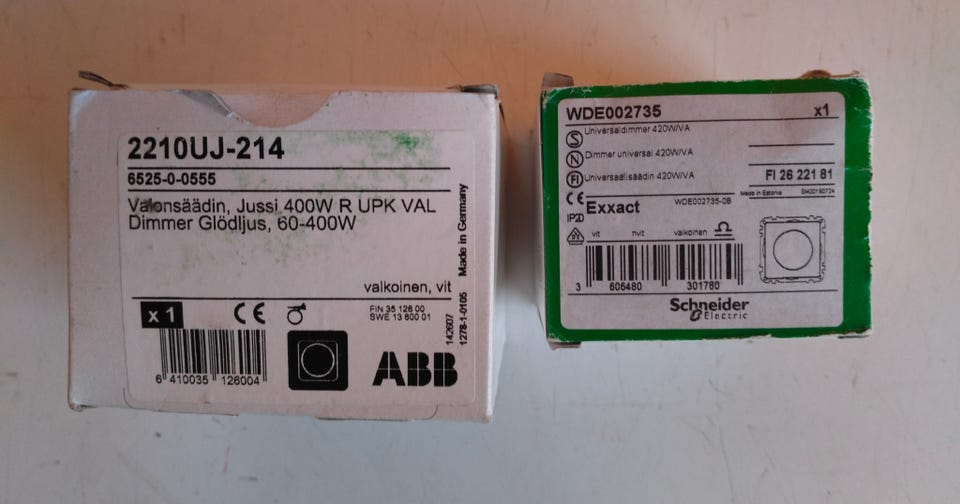 2210UJ-214
6525-0-0555
Valonsäädin, Jussi 400W R UPK VAL
Dimmer Glödljus, 60-400W
valkoinen, vit
x 1
CE
FIN 35 126 00
SWE 13 600 01
6 410035 126004
ABB
142607
1278-1-0105 Made in Germany
WDE002735 x1
S Universaldimmer 420W/VA
N Dimmer universal 420W/VA
FI Universaalisäädin 420W/VA
FI 26 221 81
Made in Estonia
CE
IP20
Exxact
WDE002735-08
vit hvit valkoinen
3 606480 301780
Schneider
Electric